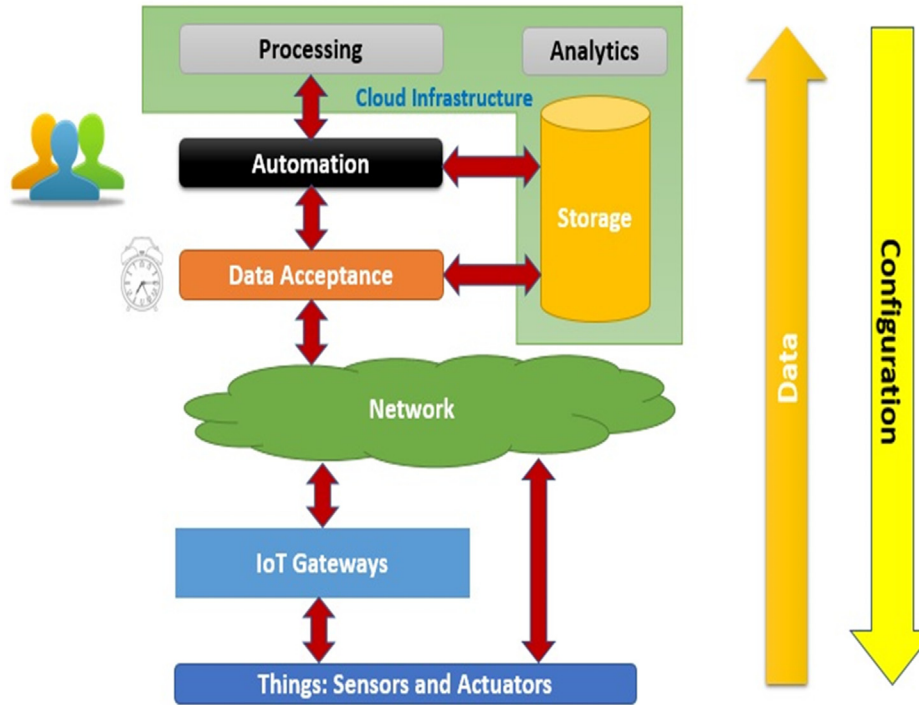 Processing
Analytics
Cloud Infrastructure
Automation
Storage
Data Acceptance
Network
IoT Gateways
Things: Sensors and Actuators
Data
Configuration